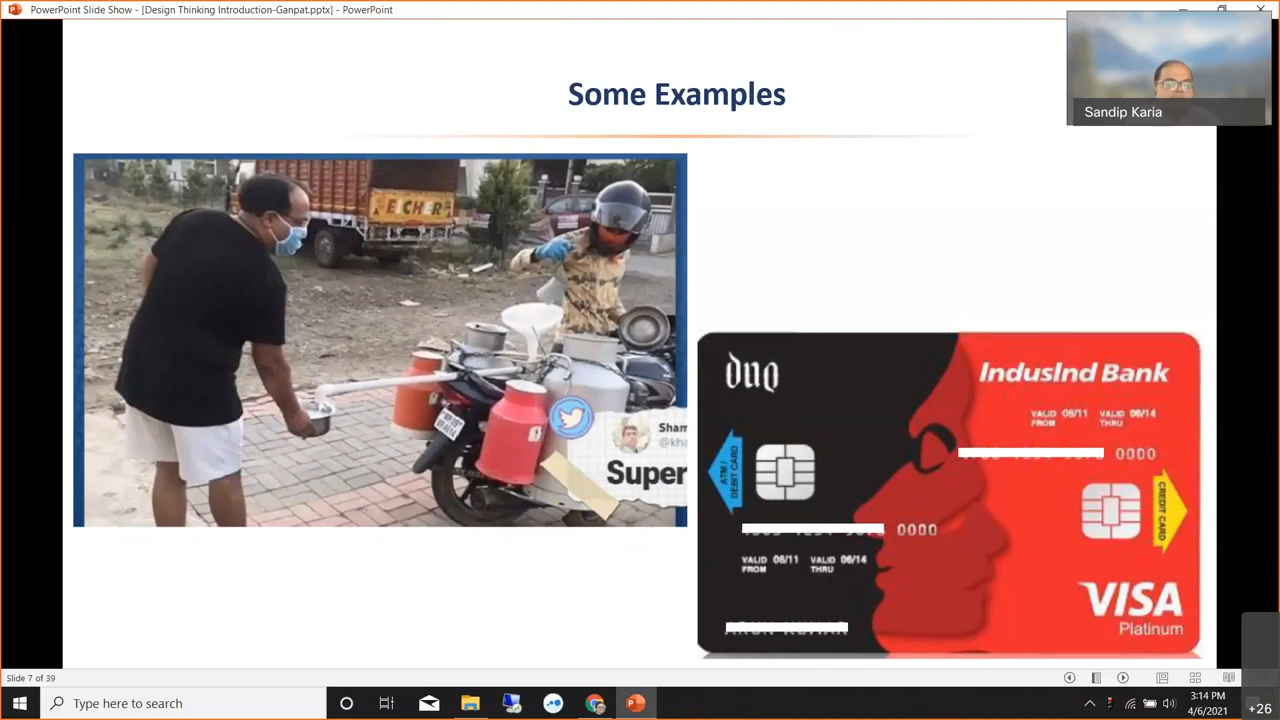 PowerPoint Slide Show - [Design Thinking Introduction-Ganpat.pptx] - PowerPoint
Sandip Karia
Some Examples
EICHER
Sham
@kha
Super
duo
IndusInd Bank
VALID FROM 06/11 VALID THRU 06/14
0000
ATM / DEBIT CARD
CREDIT CARD
0000
VALID FROM 06/11 VALID THRU 06/14
VISA
Platinum
Slide 7 of 39
Type here to search
3:14 PM
4/6/2021
+26